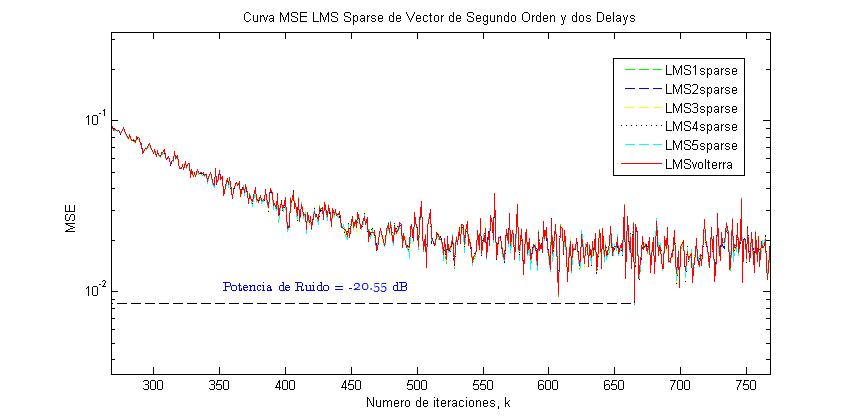 Curva MSE LMS Sparse de Vector de Segundo Orden y dos Delays
LMS1sparse
LMS2sparse
LMS3sparse
LMS4sparse
LMS5sparse
LMSvolterra
10^-1
MSE
10^-2
Potencia de Ruido = -20.55 dB
300 350 400 450 500 550 600 650 700 750
Numero de iteraciones, k